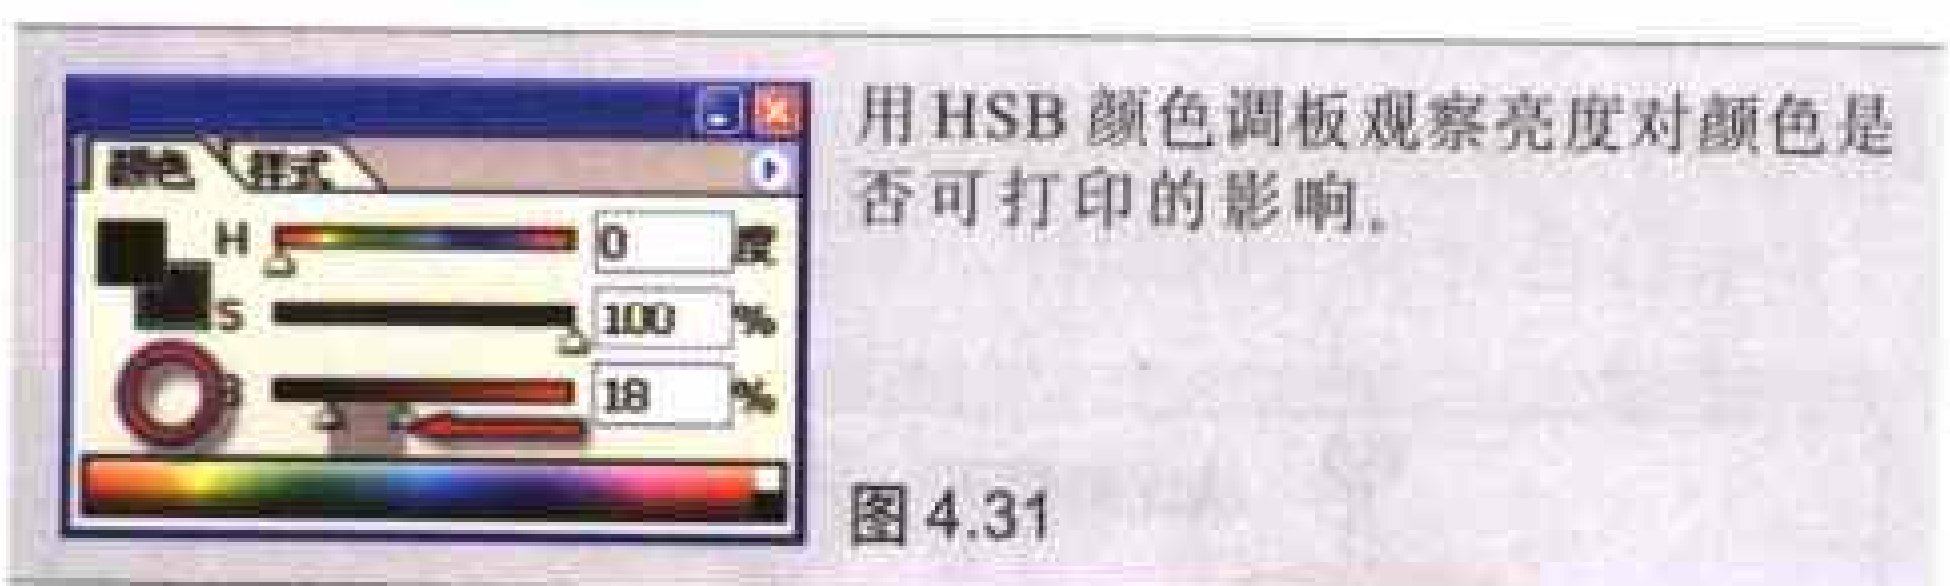 颜色 样式
H 0 度
S 100 %
B 18 %
用HSB颜色调板观察亮度对颜色是
否可打印的影响。
图4.31